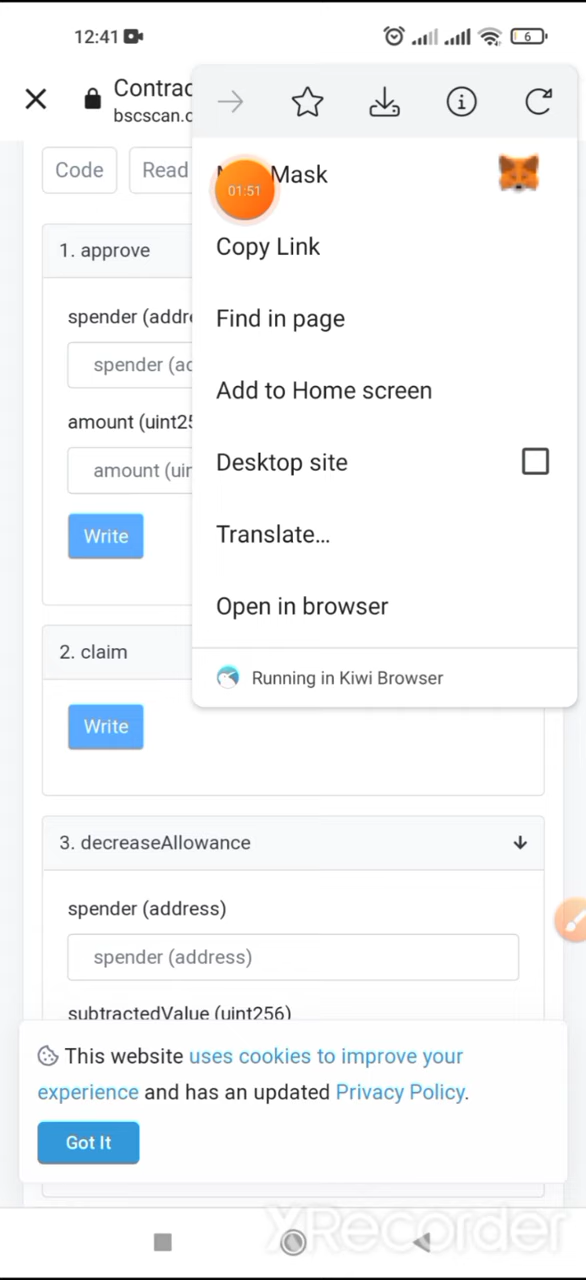 12:41
6
Contrac
bscscan.c
Code
Read
01:51
Mask
Copy Link
Find in page
Add to Home screen
Desktop site
Translate...
Open in browser
Running in Kiwi Browser
1. approve
spender (addre
spender (ad
amount (uint25
amount (uir
Write
2. claim
Write
3. decreaseAllowance
spender (address)
spender (address)
subtractedValue (uint256)
This website uses cookies to improve your
experience and has an updated Privacy Policy.
Got It
XRecorder